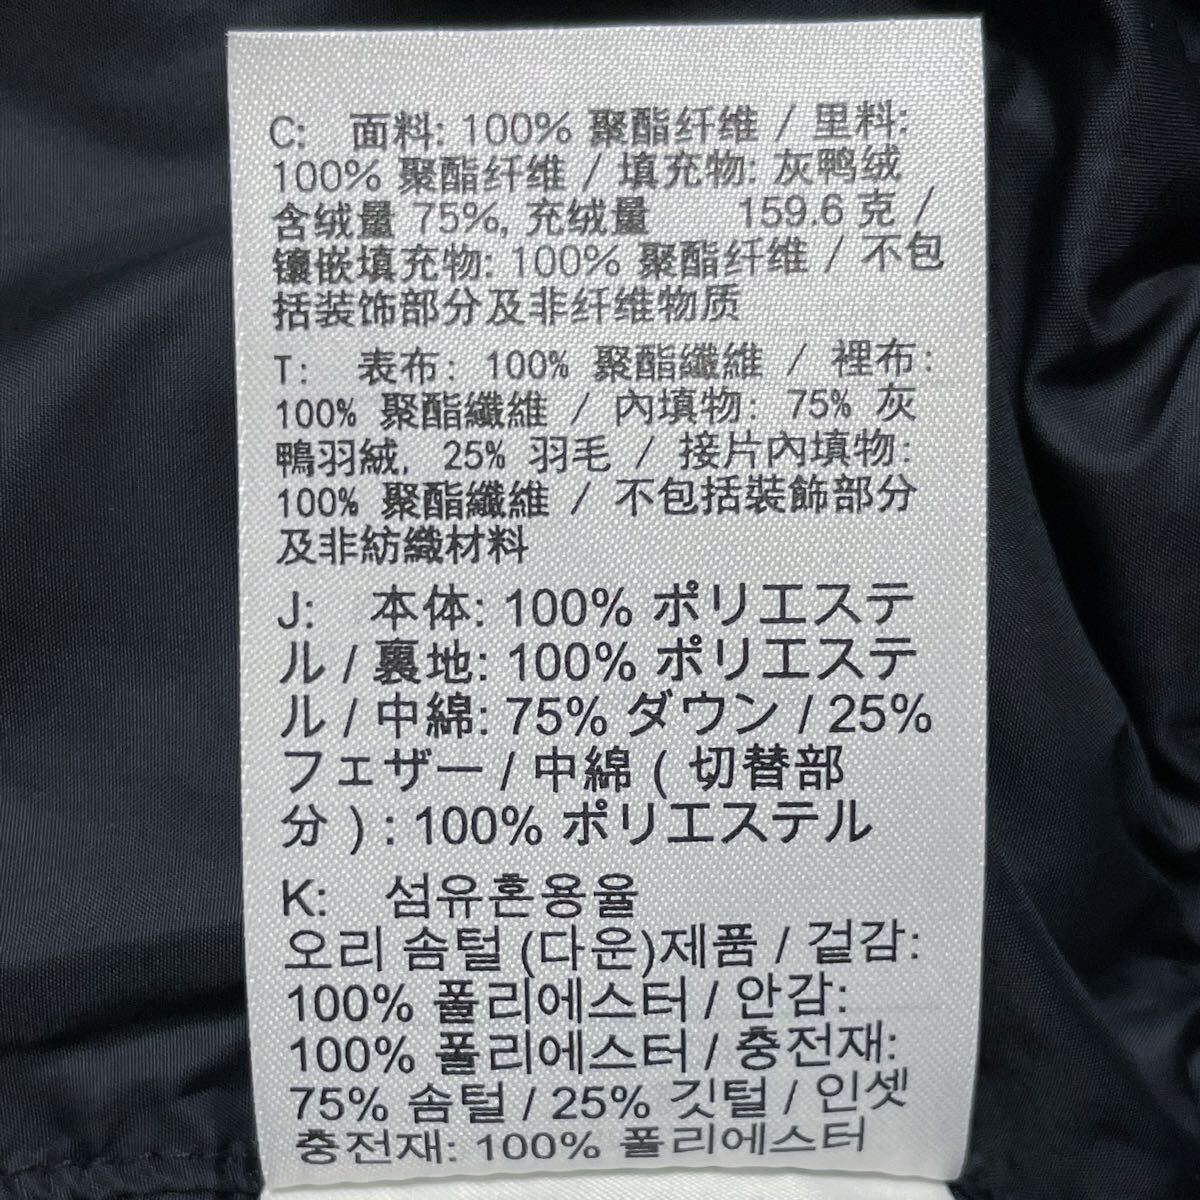 C: 面料: 100% 聚酯纤维 / 里料:
100% 聚酯纤维 / 填充物: 灰鸭绒
含绒量 75%, 充绒量 159.6 克 /
镶嵌填充物: 100% 聚酯纤维 / 不包
括装饰部分及非纤维物质
T: 表布: 100% 聚酯纖維 / 裡布:
100% 聚酯纖維 / 內填物: 75% 灰
鴨羽絨, 25% 羽毛 / 接片內填物:
100% 聚酯纖維 / 不包括裝飾部分
及非紡織材料
J: 本体: 100% ポリエステ
ル / 裏地: 100% ポリエステ
ル / 中綿: 75% ダウン / 25%
フェザー / 中綿 ( 切替部
分 ) : 100% ポリエステル
K: 섬유혼용율
오리 솜털 (다운)제품 / 겉감:
100% 폴리에스터 / 안감:
100% 폴리에스터 / 충전재:
75% 솜털 / 25% 깃털 / 인셋
충전재: 100% 폴리에스터